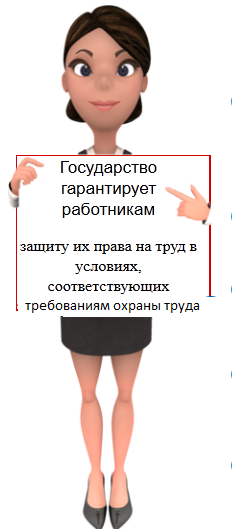 Государство
гарантирует
работникам
защиту их права на труд в
условиях,
соответствующих
требованиям охраны труда